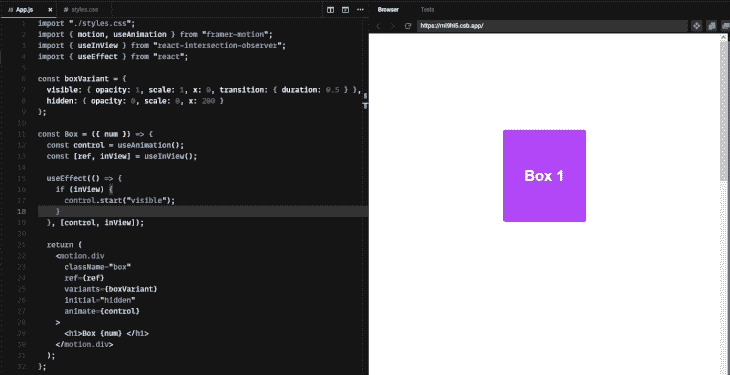 App.js
styles.css
Browser
Tests
https://ml9hl5.csb.app/
1 import "./styles.css";
2 import { motion, useAnimation } from "framer-motion";
3 import { useInView } from "react-intersection-observer";
4 import { useEffect } from "react";
5
6 const boxVariant = {
7 visible: { opacity: 1, scale: 1, x: 0, transition: { duration: 0.5 } },
8 hidden: { opacity: 0, scale: 0, x: 200 }
9 };
10
11 const Box = ({ num }) => {
12 const control = useAnimation();
13 const [ref, inView] = useInView();
14
15 useEffect(() => {
16 if (inView) {
17 control.start("visible");
18 }
19 }, [control, inView]);
20
21 return (
22 <motion.div
23 className="box"
24 ref={ref}
25 variants={boxVariant}
26 initial="hidden"
27 animate={control}
28 >
29 <h1>Box {num} </h1>
30 </motion.div>
31 );
32 };
Box 1